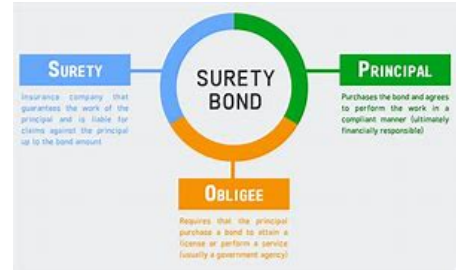 SURETY
BOND
SURETY
Insurance company that
guarantees the work of the
principal and is liable for
claims against the principal
up to the bond amount
PRINCIPAL
Purchases the bond and agrees
to perform the work in a
compliant manner (ultimately
financially responsible)
OBLIGEE
Requires that the principal
purchase a bond to attain a
license or perform a service
(usually a government agency)